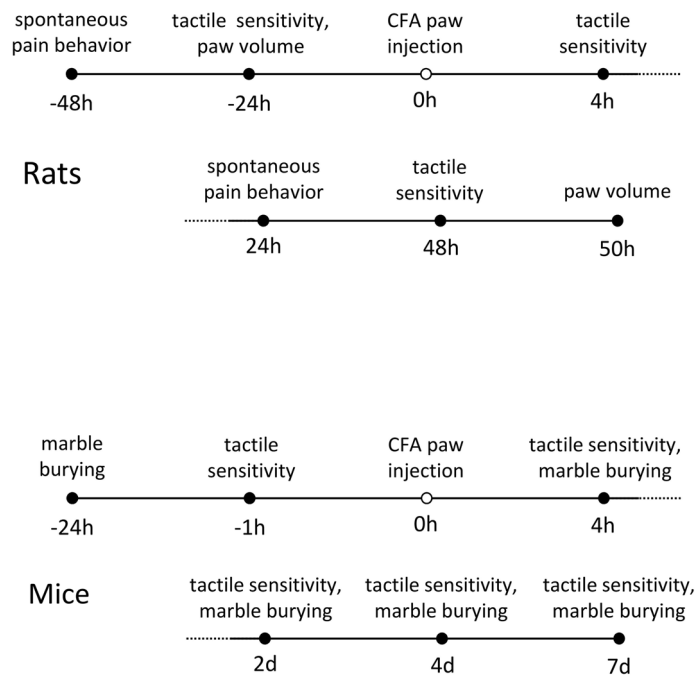 spontaneous
pain behavior
tactile sensitivity,
paw volume
CFA paw
injection
tactile
sensitivity
-48h
-24h
0h
4h
Rats
spontaneous
pain behavior
tactile
sensitivity
paw volume
24h
48h
50h
marble
burying
tactile
sensitivity
CFA paw
injection
tactile sensitivity,
marble burying
-24h
-1h
0h
4h
Mice
tactile sensitivity,
marble burying
tactile sensitivity,
marble burying
tactile sensitivity,
marble burying
2d
4d
7d